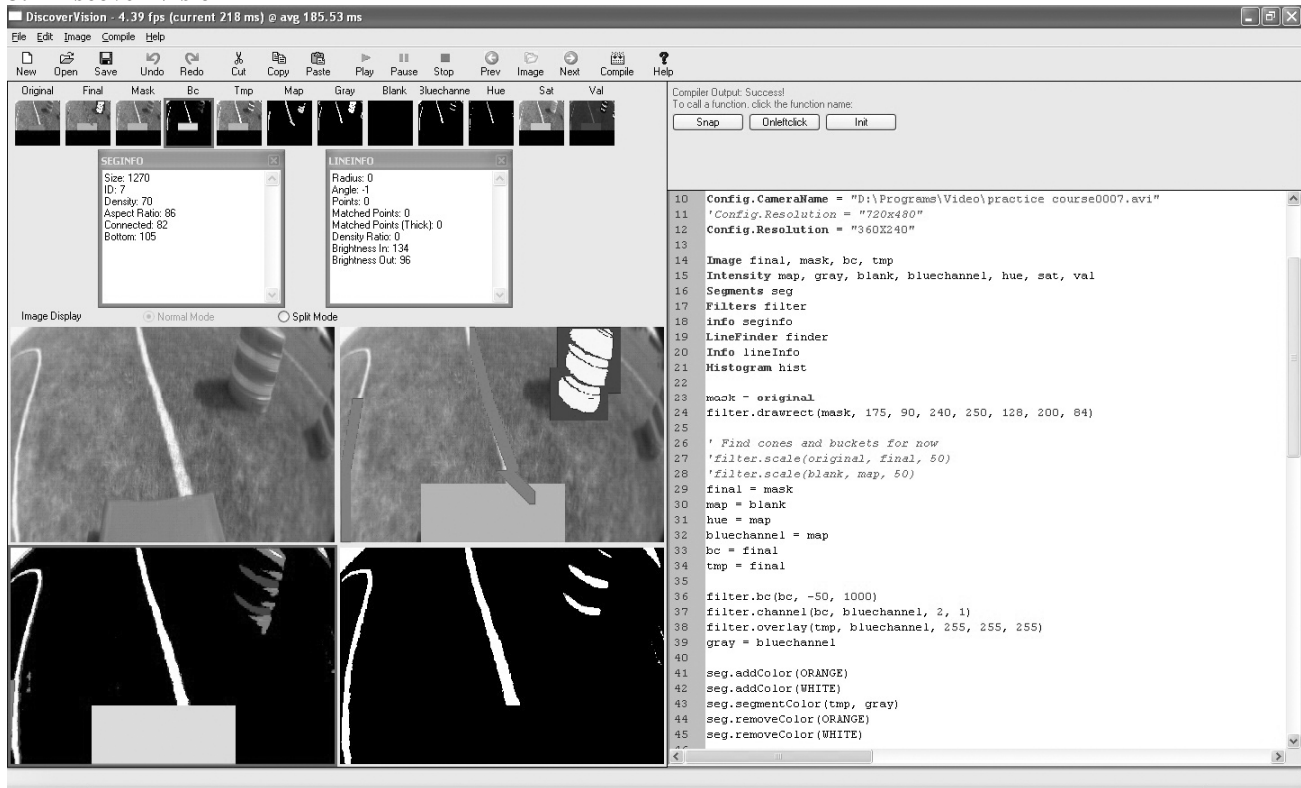 DiscoverVision - 4.39 fps (current 218 ms) @ avg 185.53 ms
File Edit Image Compile Help
New Open Save Undo Redo Cut Copy Paste Play Pause Stop Prev Image Next Compile Help
Original Final Mask Bc Tmp Map Gray Blank Bluechanne Hue Sat Val
SEGINFO
Size: 1270
ID: 7
Density: 70
Aspect Ratio: 86
Connected: 82
Bottom: 105
LINEINFO
Radius: 0
Angle: -1
Points: 0
Matched Points: 0
Matched Points (Thick): 0
Density Ratio: 0
Brightness In: 134
Brightness Out: 96
Image Display Normal Mode Split Mode
Compiler Output: Success!
To call a function, click the function name:
Snap Onleftclick Init
10 Config.CameraName = "D:\Programs\Video\practice course0007.avi"
11 'Config.Resolution = "720x480"
12 Config.Resolution = "360X240"
13
14 Image final, mask, bc, tmp
15 Intensity map, gray, blank, bluechannel, hue, sat, val
16 Segments seg
17 Filters filter
18 info seginfo
19 LineFinder finder
20 Info lineInfo
21 Histogram hist
22
23 mask = original
24 filter.drawrect(mask, 175, 90, 240, 250, 128, 200, 84)
25
26 ' Find cones and buckets for now
27 'filter.scale(original, final, 50)
28 'filter.scale(blank, map, 50)
29 final = mask
30 map = blank
31 hue = map
32 bluechannel = map
33 bc = final
34 tmp = final
35
36 filter.bc(bc, -50, 1000)
37 filter.channel(bc, bluechannel, 2, 1)
38 filter.overlay(tmp, bluechannel, 255, 255, 255)
39 gray = bluechannel
40
41 seg.addColor(ORANGE)
42 seg.addColor(WHITE)
43 seg.segmentColor(tmp, gray)
44 seg.removeColor(ORANGE)
45 seg.removeColor(WHITE)